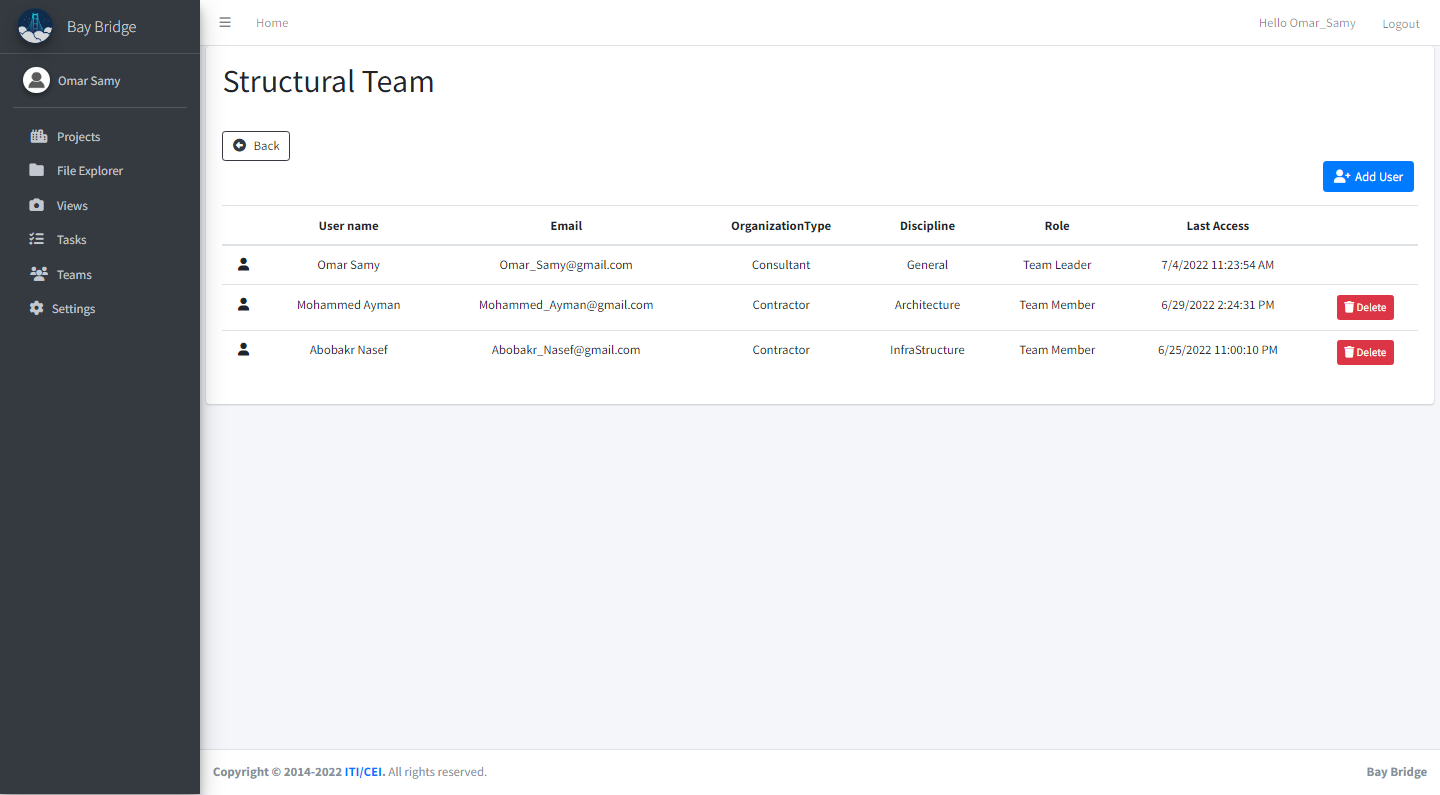 Bay Bridge
Home
Hello Omar_Samy
Logout
Omar Samy
Projects
File Explorer
Views
Tasks
Teams
Settings
Structural Team
Back
Add User
User name Email OrganizationType Discipline Role Last Access
Omar Samy Omar_Samy@gmail.com Consultant General Team Leader 7/4/2022 11:23:54 AM
Mohammed Ayman Mohammed_Ayman@gmail.com Contractor Architecture Team Member 6/29/2022 2:24:31 PM Delete
Abobakr Nasef Abobakr_Nasef@gmail.com Contractor InfraStructure Team Member 6/25/2022 11:00:10 PM Delete
Copyright © 2014-2022 ITI/CEI. All rights reserved.
Bay Bridge